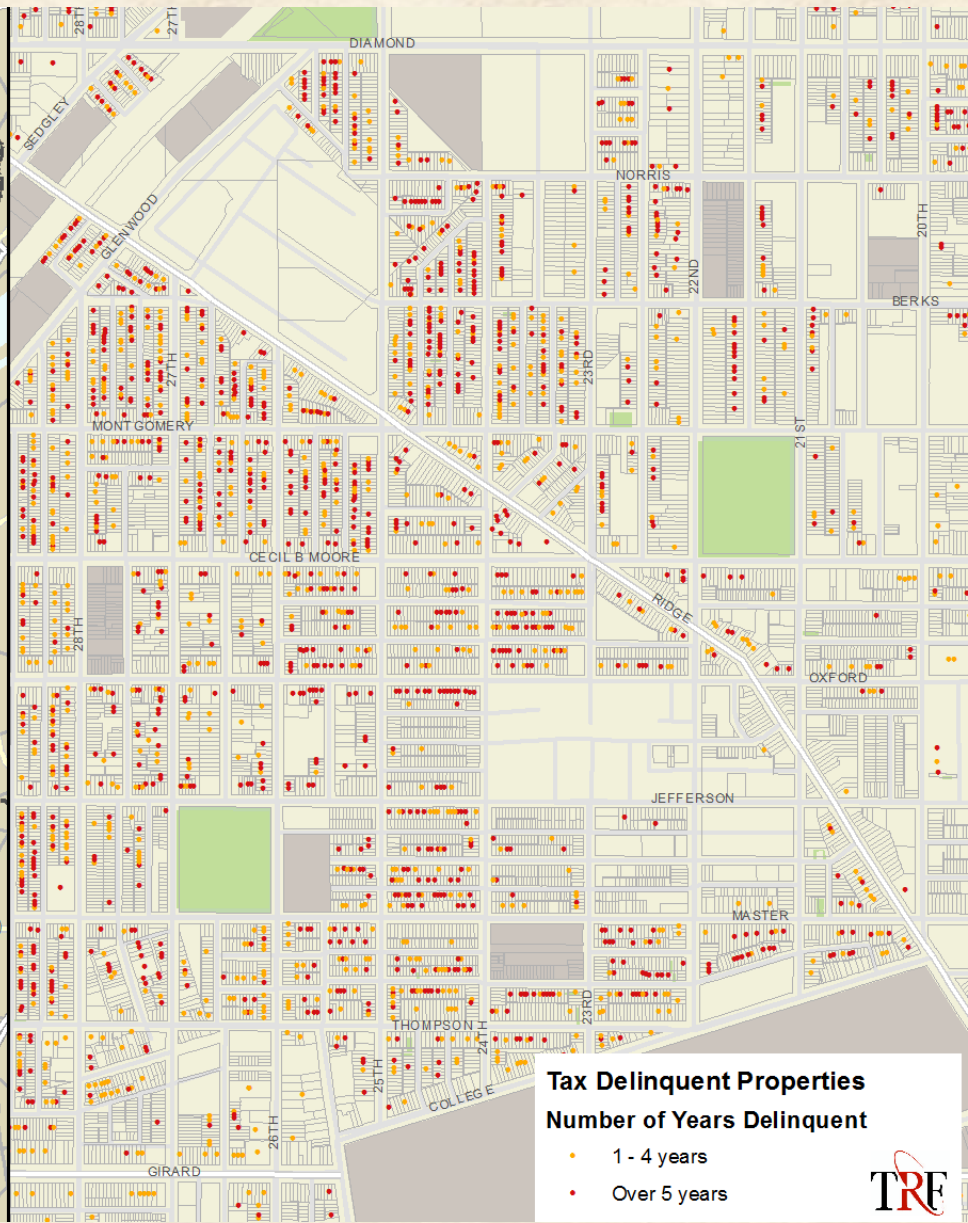 28TH
27TH
DIAMOND
SEDGLEY
NORRIS
GLENWOOD
20TH
22ND
BERKS
27TH
23RD
MONTGOMERY
21ST
CECIL B MOORE
28TH
RIDGE
OXFORD
JEFFERSON
MASTER
23RD
THOMPSON
24TH
25TH
COLLEGE
26TH
GIRARD
Tax Delinquent Properties
Number of Years Delinquent
1 - 4 years
Over 5 years
TRF